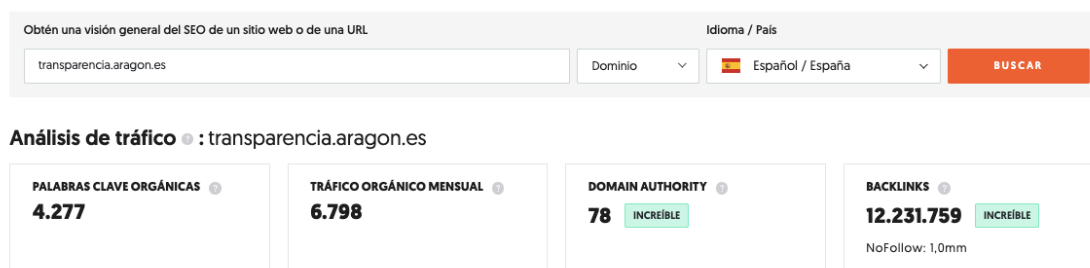 Obtén una visión general del SEO de un sitio web o de una URL
Idioma / País
transparencia.aragon.es
Dominio
Español / España
BUSCAR
Análisis de tráfico ? : transparencia.aragon.es
PALABRAS CLAVE ORGÁNICAS ?
4.277
TRÁFICO ORGÁNICO MENSUAL ?
6.798
DOMAIN AUTHORITY ?
78 INCREÍBLE
BACKLINKS ?
12.231.759 INCREÍBLE
NoFollow: 1,0mm